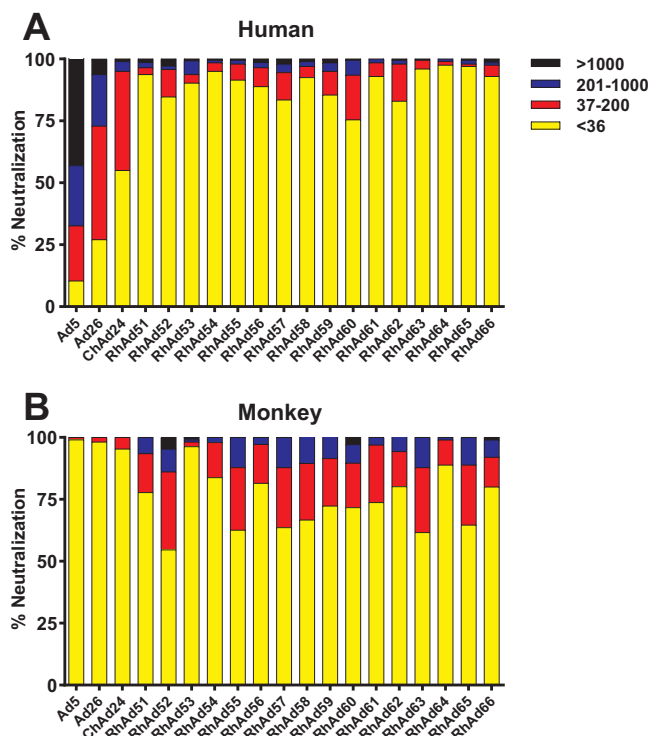 A
Human
100
75
50
25
0
% Neutralization
>1000
201-1000
37-200
<36
Ad5
Ad26
ChAd24
RhAd51
RhAd52
RhAd53
RhAd54
RhAd55
RhAd56
RhAd57
RhAd58
RhAd59
RhAd60
RhAd61
RhAd62
RhAd63
RhAd64
RhAd65
RhAd66
B
Monkey
100
75
50
25
0
% Neutralization
Ad5
Ad26
ChAd24
RhAd51
RhAd52
RhAd53
RhAd54
RhAd55
RhAd56
RhAd57
RhAd58
RhAd59
RhAd60
RhAd61
RhAd62
RhAd63
RhAd64
RhAd65
RhAd66